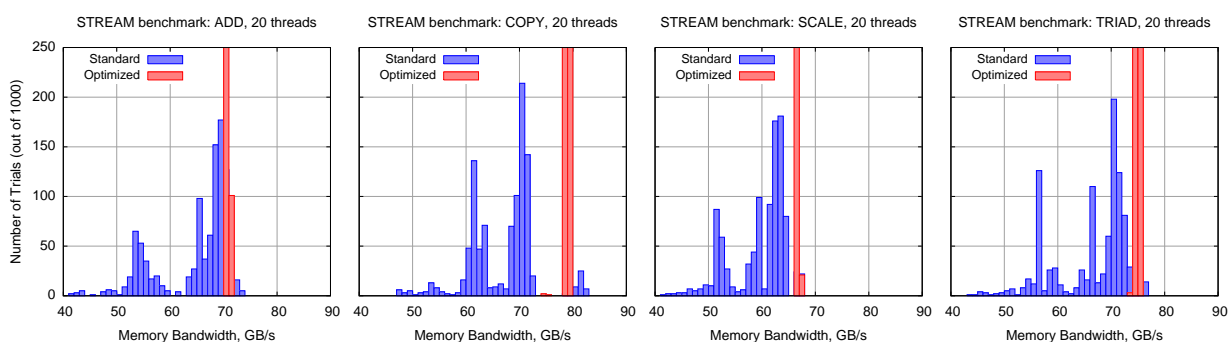 STREAM benchmark: ADD, 20 threads
STREAM benchmark: COPY, 20 threads
STREAM benchmark: SCALE, 20 threads
STREAM benchmark: TRIAD, 20 threads
Number of Trials (out of 1000)
250
200
150
100
50
0
Standard
Optimized
40 50 60 70 80 90
Memory Bandwidth, GB/s
Standard
Optimized
40 50 60 70 80 90
Memory Bandwidth, GB/s
Standard
Optimized
40 50 60 70 80 90
Memory Bandwidth, GB/s
Standard
Optimized
40 50 60 70 80 90
Memory Bandwidth, GB/s